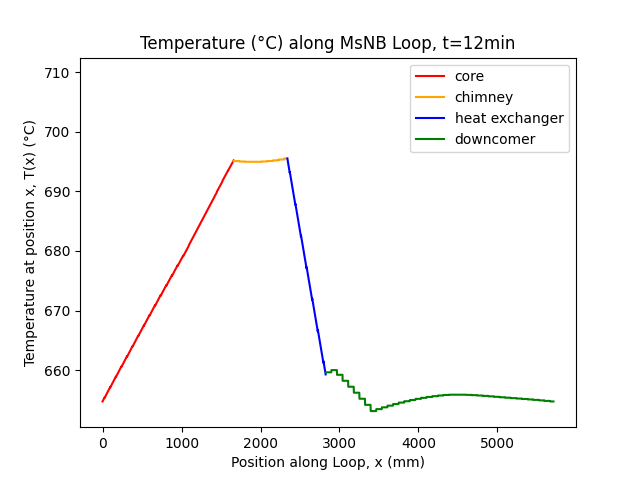 Temperature (°C) along MsNB Loop, t=12min
Temperature at position x, T(x) (°C)
710
700
690
680
670
660
0
1000
2000
3000
4000
5000
Position along Loop, x (mm)
core
chimney
heat exchanger
downcomer